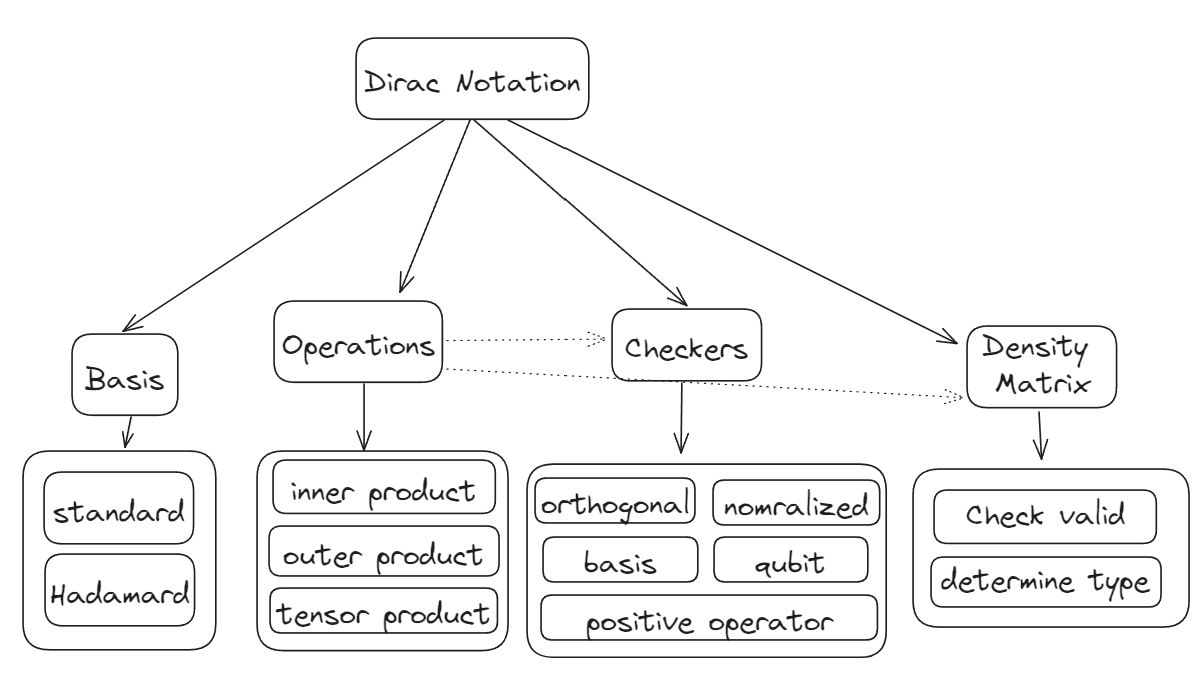 Dirac Notation
Basis
Operations
Checkers
Density
Matrix
standard
Hadamard
inner product
outer product
tensor product
orthogonal
nomralized
basis
qubit
positive operator
Check valid
determine type